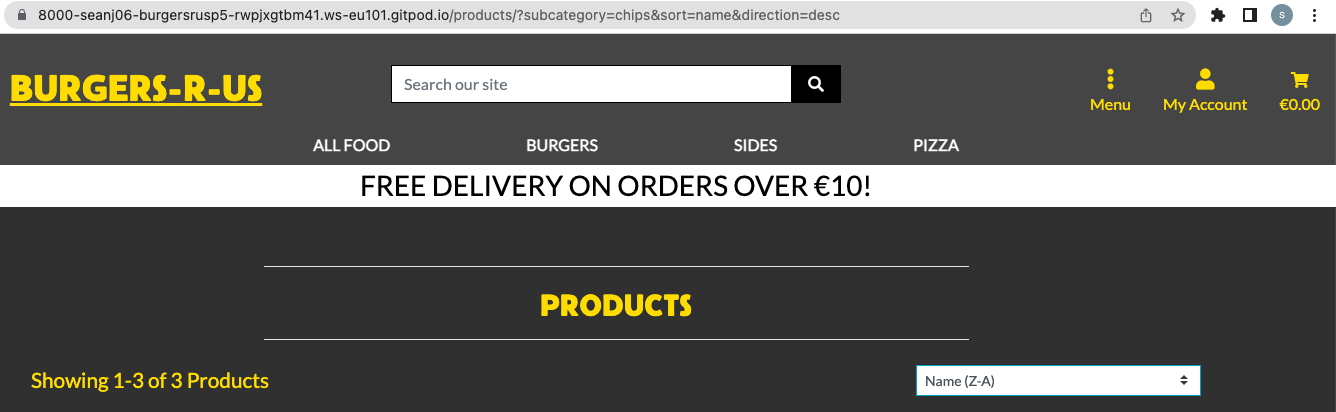 8000-seanj06-burgersrusp5-rwpjxgtbm41.ws-eu101.gitpod.io/products/?subcategory=chips&sort=name&direction=desc
S
BURGERS-R-US
Search our site
Menu
My Account
€0.00
ALL FOOD
BURGERS
SIDES
PIZZA
FREE DELIVERY ON ORDERS OVER €10!
PRODUCTS
Showing 1-3 of 3 Products
Name (Z-A)